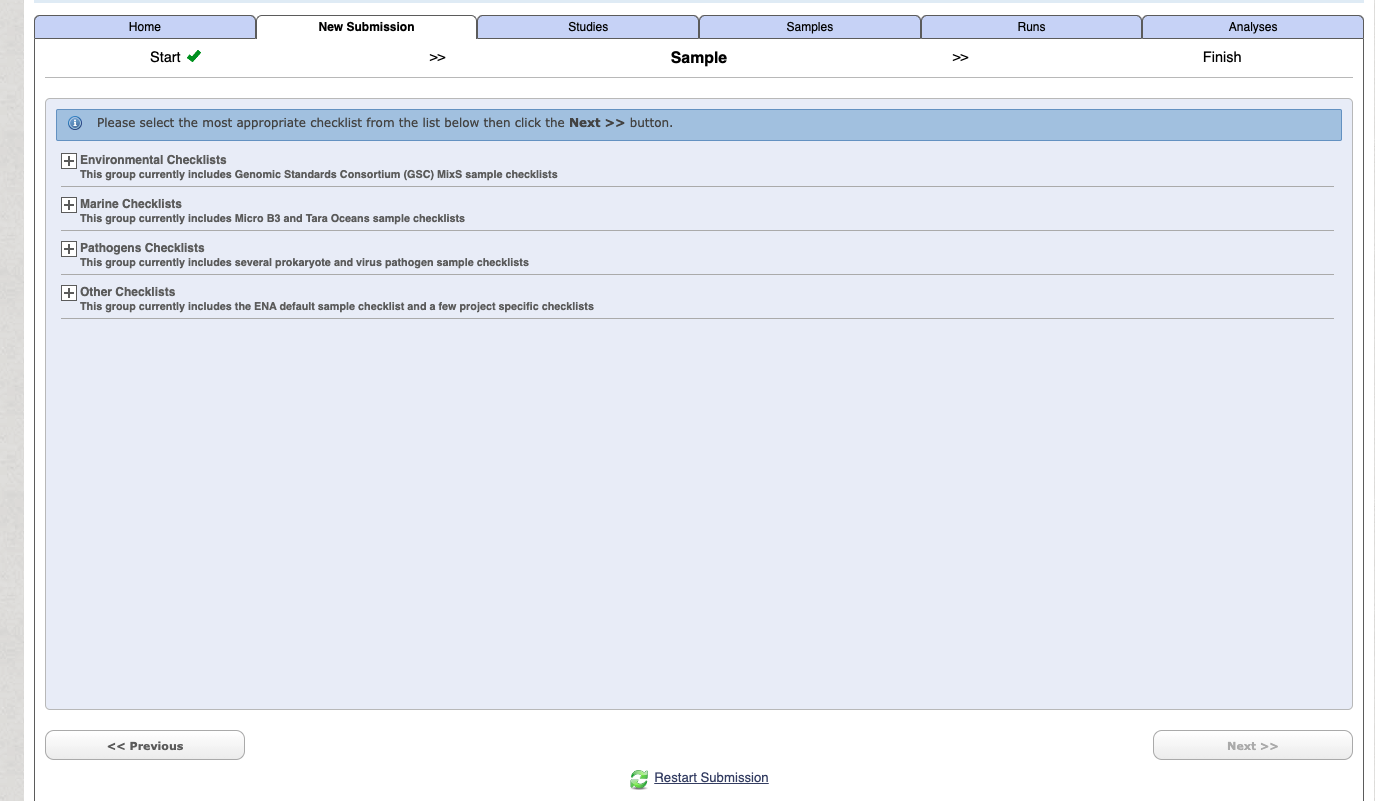 Home
New Submission
Studies
Samples
Runs
Analyses
Start
>>
Sample
>>
Finish
Please select the most appropriate checklist from the list below then click the Next >> button.
Environmental Checklists
This group currently includes Genomic Standards Consortium (GSC) MixS sample checklists
Marine Checklists
This group currently includes Micro B3 and Tara Oceans sample checklists
Pathogens Checklists
This group currently includes several prokaryote and virus pathogen sample checklists
Other Checklists
This group currently includes the ENA default sample checklist and a few project specific checklists
<< Previous
Next >>
Restart Submission